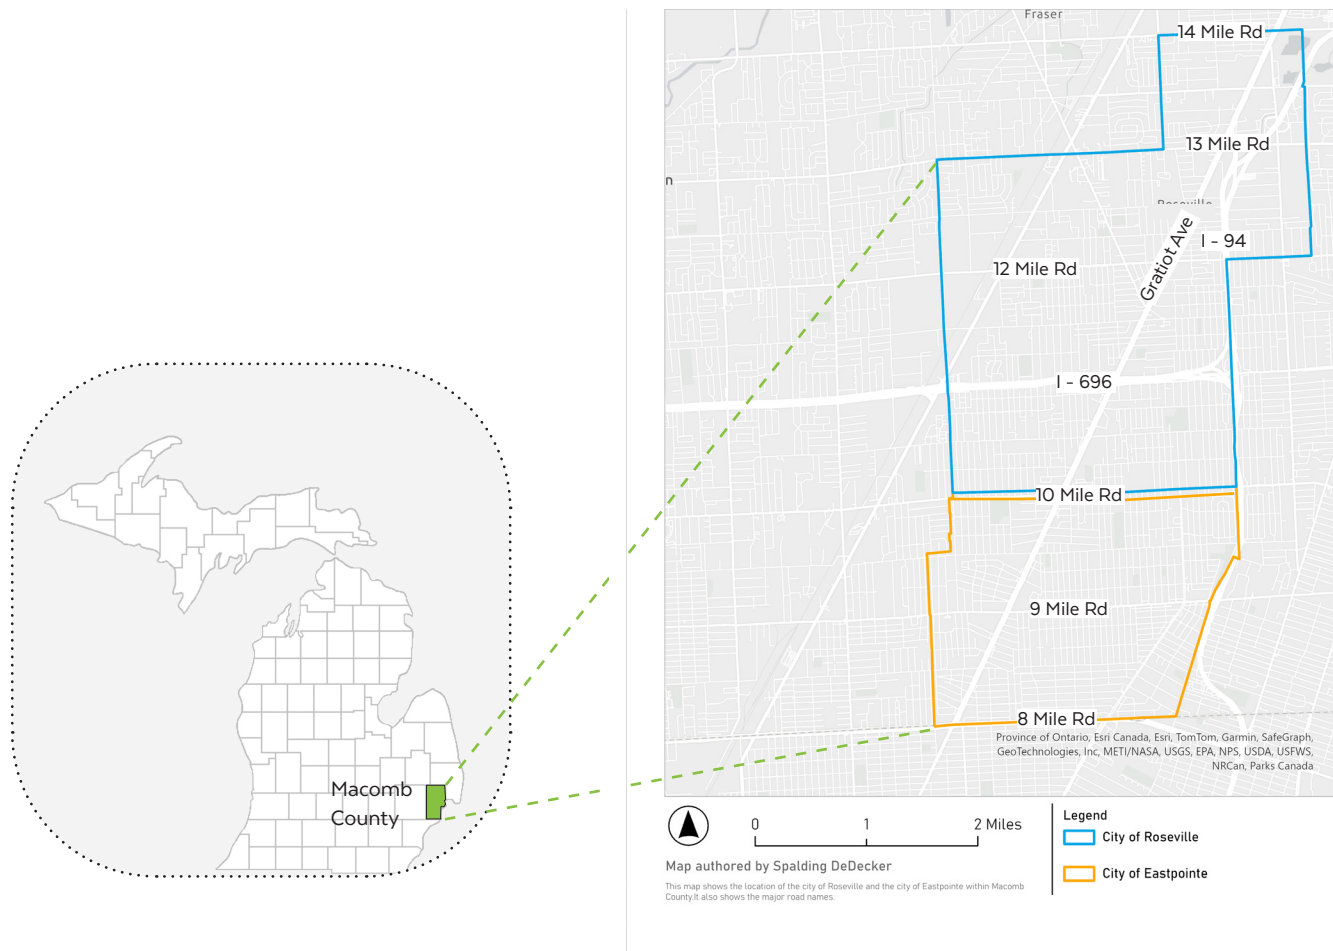 Macomb
County
Fraser
14 Mile Rd
13 Mile Rd
n
Roseville
Gratiot Ave
I - 94
12 Mile Rd
I - 696
10 Mile Rd
9 Mile Rd
8 Mile Rd
Province of Ontario, Esri Canada, Esri, TomTom, Garmin, SafeGraph,
GeoTechnologies, Inc, METI/NASA, USGS, EPA, NPS, USDA, USFWS,
NRCan, Parks Canada
0 1 2 Miles
Map authored by Spalding DeDecker
This map shows the location of the city of Roseville and the city of Eastpointe within Macomb
County.It also shows the major road names.
Legend
City of Roseville
City of Eastpointe